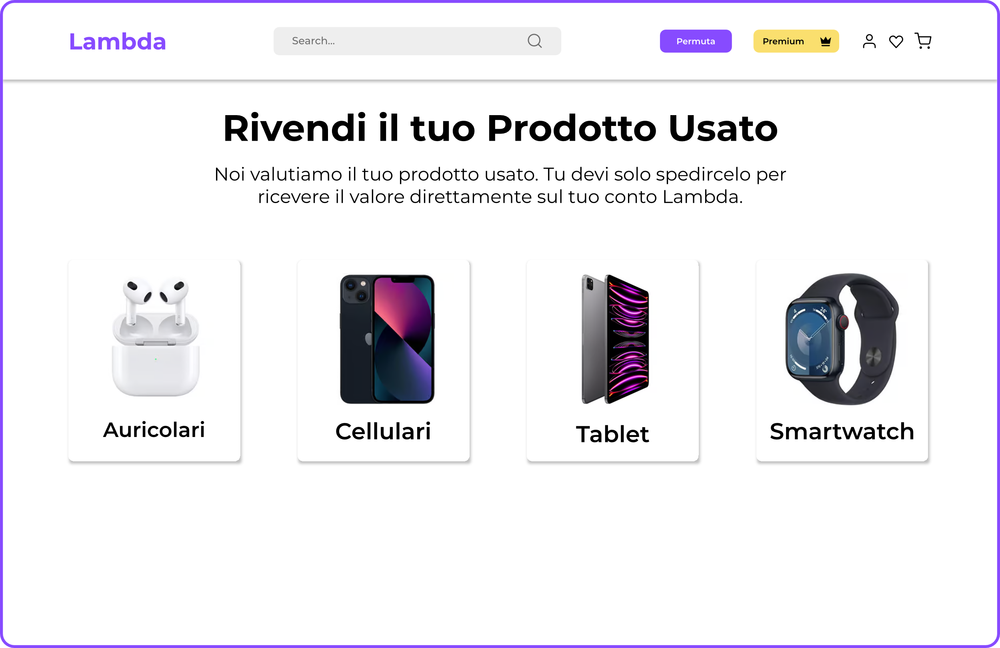 Lambda
Search...
Permuta
Premium
Rivendi il tuo Prodotto Usato
Noi valutiamo il tuo prodotto usato. Tu devi solo spedircelo per
ricevere il valore direttamente sul tuo conto Lambda.
Auricolari
Cellulari
Tablet
Smartwatch